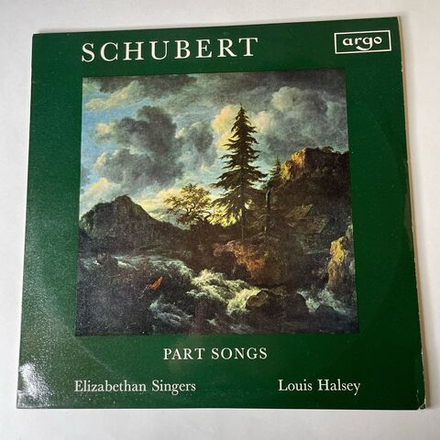 SCHUBERT
argo
PART SONGS
Elizabethan Singers Louis Halsey